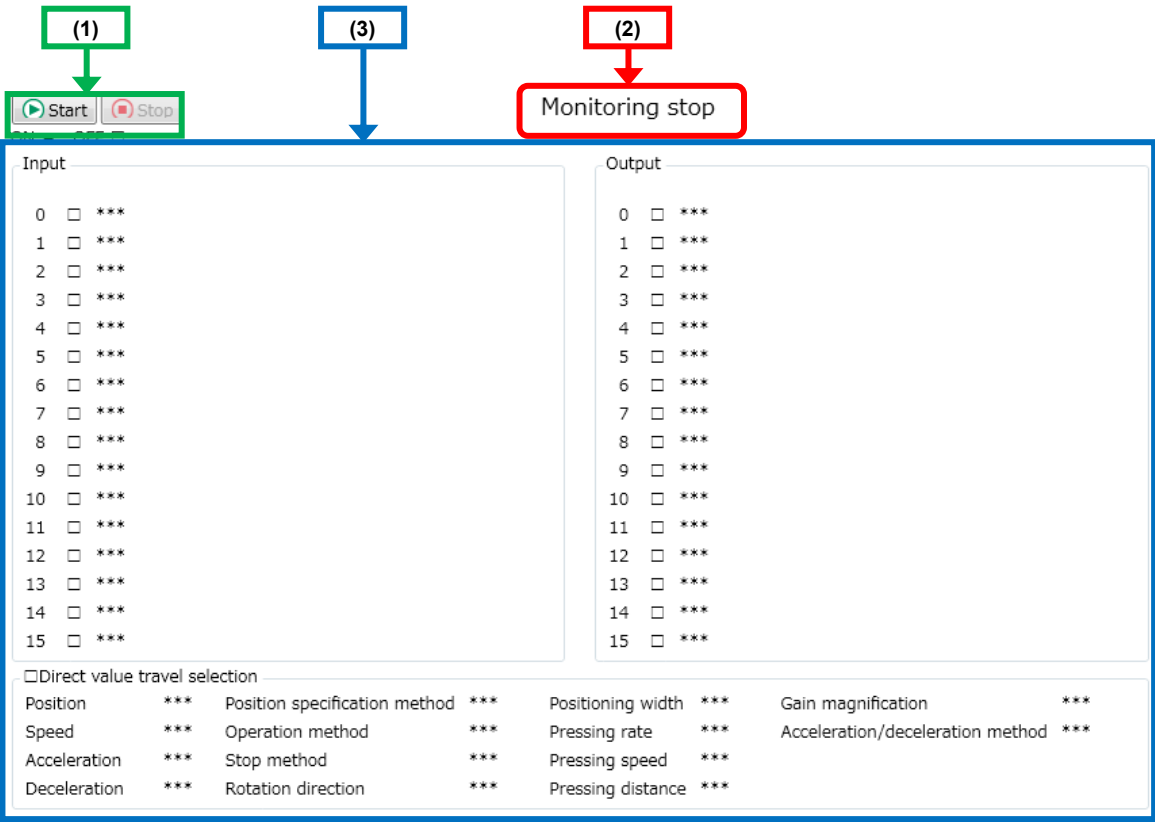 (1) (3) (2)
Start Stop Monitoring stop
Input Output
0 □ *** 0 □ ***
1 □ *** 1 □ ***
2 □ *** 2 □ ***
3 □ *** 3 □ ***
4 □ *** 4 □ ***
5 □ *** 5 □ ***
6 □ *** 6 □ ***
7 □ *** 7 □ ***
8 □ *** 8 □ ***
9 □ *** 9 □ ***
10 □ *** 10 □ ***
11 □ *** 11 □ ***
12 □ *** 12 □ ***
13 □ *** 13 □ ***
14 □ *** 14 □ ***
15 □ *** 15 □ ***
□Direct value travel selection
Position *** Position specification method *** Positioning width *** Gain magnification ***
Speed *** Operation method *** Pressing rate *** Acceleration/deceleration method ***
Acceleration *** Stop method *** Pressing speed ***
Deceleration *** Rotation direction *** Pressing distance ***